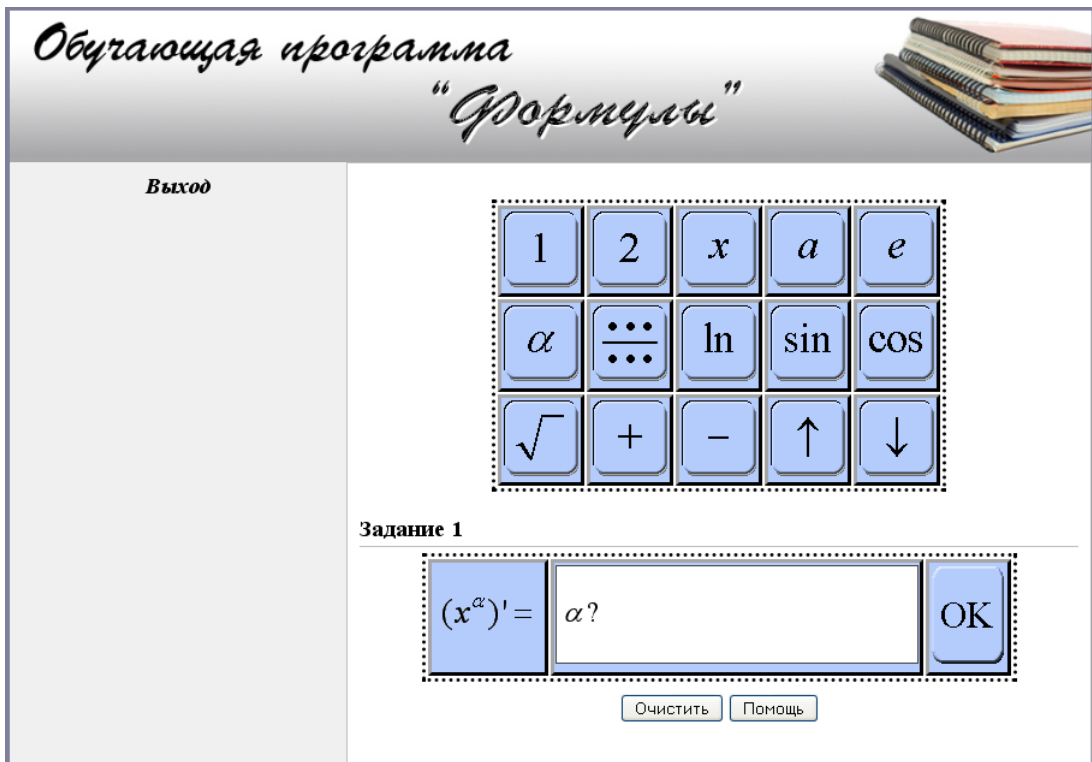 Обучающая программа
“Формулы”
Выход
1 2 x a e
α ••• / ••• ln sin cos
√ + − ↑ ↓
Задание 1
(x^α)' = α? OK
Очистить Помощь